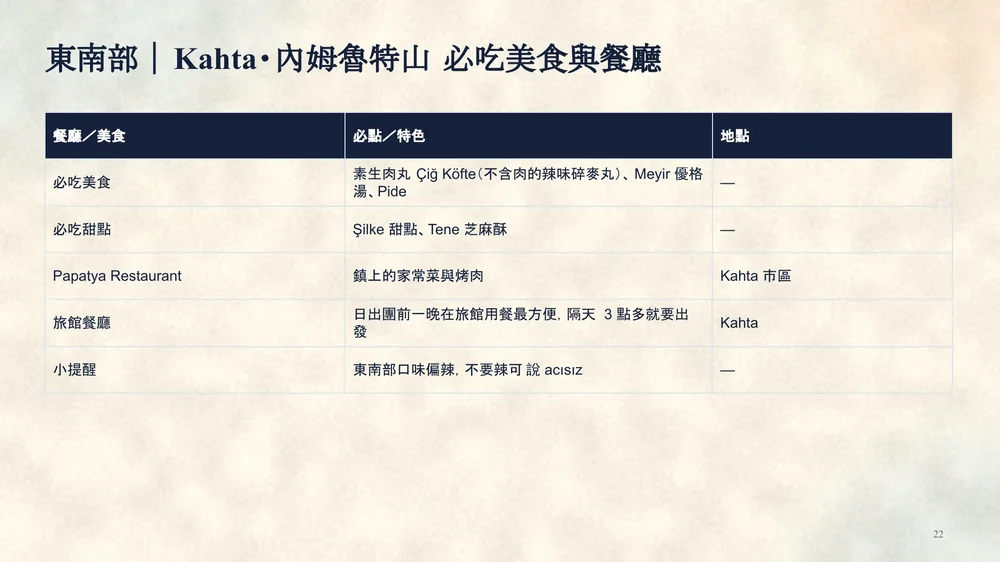 東南部｜Kahta·內姆魯特山 必吃美食與餐廳
餐廳／美食
必點／特色
地點
必吃美食
素生肉丸 Çiğ Köfte（不含肉的辣味碎麥丸）、Meyir 優格
湯、Pide
—
必吃甜點
Şilke 甜點、Tene 芝麻酥
—
Papatya Restaurant
鎮上的家常菜與烤肉
Kahta 市區
旅館餐廳
日出團前一晚在旅館用餐最方便，隔天 3 點多就要出
發
Kahta
小提醒
東南部口味偏辣，不要辣可說 acısız
—
22